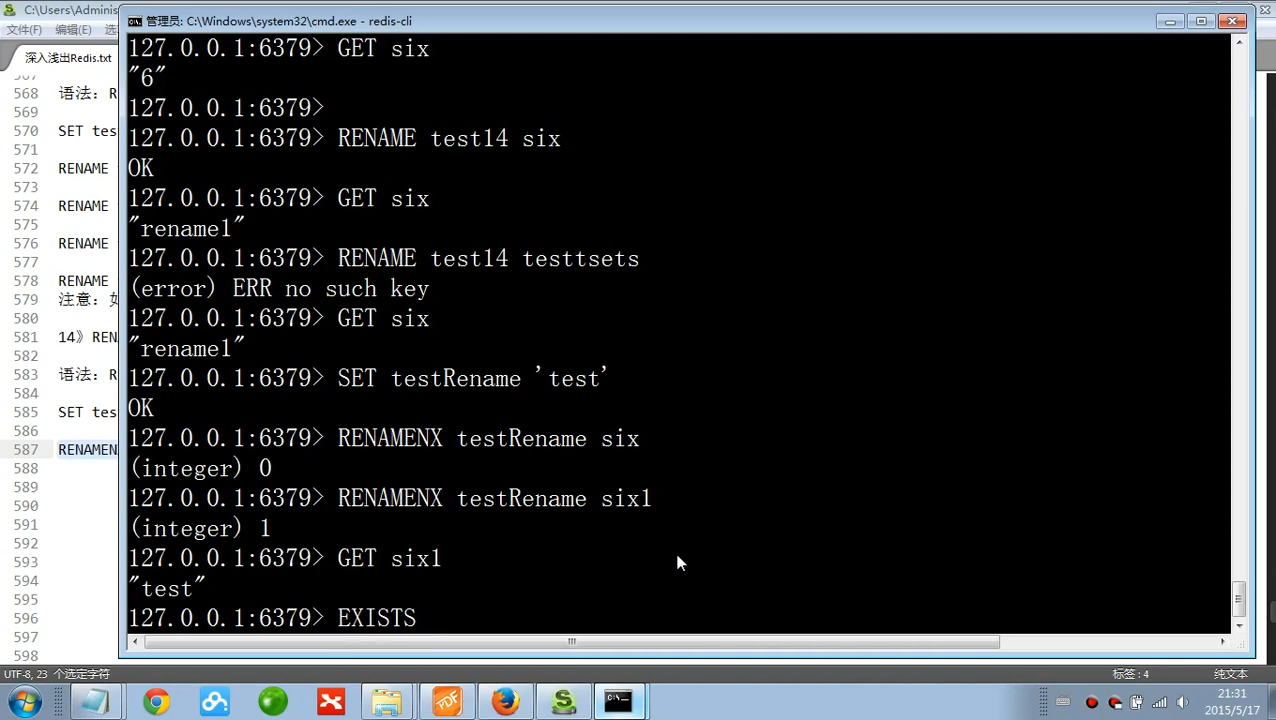 C:\Users\Adminis
管理员: C:\Windows\system32\cmd.exe - redis-cli
文件(F) 编辑(E)
深入浅出Redis.txt
127.0.0.1:6379> GET six
"6"
127.0.0.1:6379>
127.0.0.1:6379> RENAME test14 six
OK
127.0.0.1:6379> GET six
"rename1"
127.0.0.1:6379> RENAME test14 testtsets
(error) ERR no such key
127.0.0.1:6379> GET six
"rename1"
127.0.0.1:6379> SET testRename 'test'
OK
127.0.0.1:6379> RENAMENX testRename six
(integer) 0
127.0.0.1:6379> RENAMENX testRename six1
(integer) 1
127.0.0.1:6379> GET six1
"test"
127.0.0.1:6379> EXISTS
567
568 语法: R
569
570 SET tes
571
572 RENAME
573
574 RENAME
575
576 RENAME
577
578 RENAME
579 注意:
580
581 14》REN
582
583 语法: R
584
585 SET tes
586
587 RENAMEN
588
589
590
591
592
593
594
595
596
597
598
UTF-8, 23 个选定字符
标签: 4
纯文本
21:31
2015/5/17